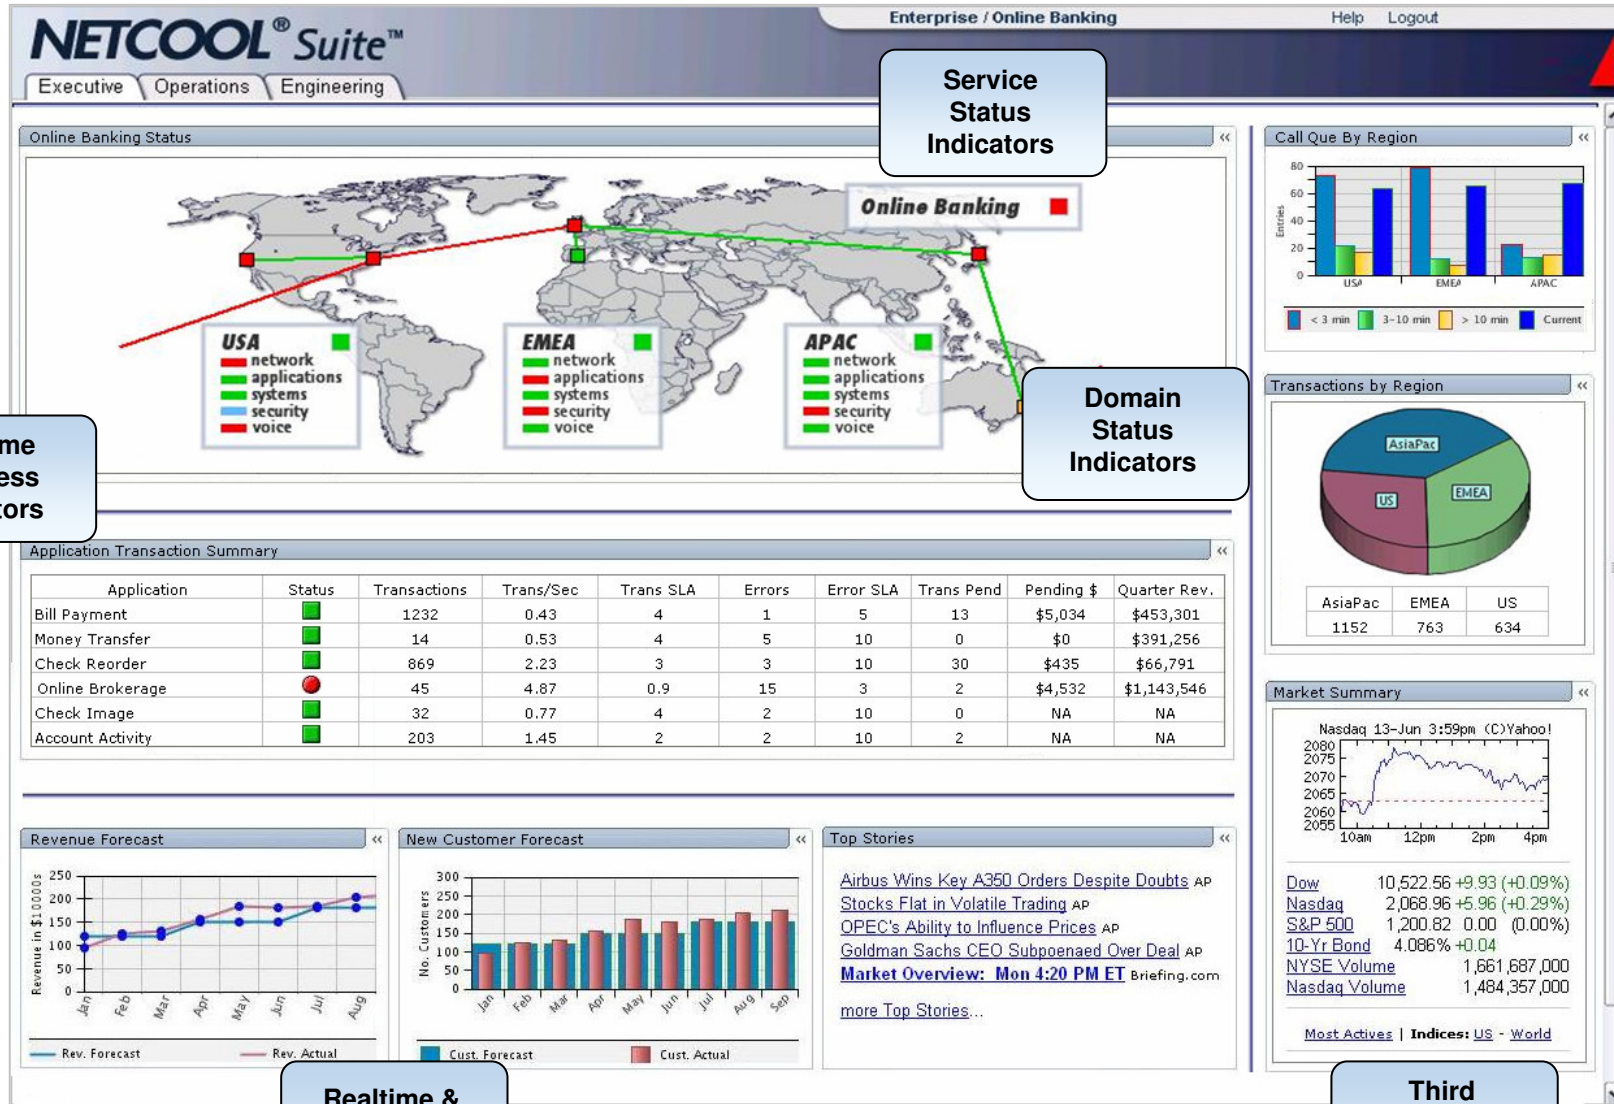 NETCOOL® Suite™
Enterprise / Online Banking
Help Logout
Executive Operations Engineering
Service
Status
Indicators
Online Banking Status
Online Banking
USA
network
applications
systems
security
voice
EMEA
network
applications
systems
security
voice
APAC
network
applications
systems
security
voice
Domain
Status
Indicators
Call Que By Region
Entries
80
60
40
20
0
USA EMEA APAC
< 3 min 3-10 min > 10 min Current
Transactions by Region
AsiaPac
US
EMEA
AsiaPac EMEA US
1152 763 634
Application Transaction Summary
Application Status Transactions Trans/Sec Trans SLA Errors Error SLA Trans Pend Pending $ Quarter Rev.
Bill Payment 1232 0.43 4 1 5 13 $5,034 $453,301
Money Transfer 14 0.53 4 5 10 0 $0 $391,256
Check Reorder 869 2.23 3 3 10 30 $435 $66,791
Online Brokerage 45 4.87 0.9 15 3 2 $4,532 $1,143,546
Check Image 32 0.77 4 2 10 0 NA NA
Account Activity 203 1.45 2 2 10 2 NA NA
Market Summary
Nasdaq 13-Jun 3:59pm (C)Yahoo!
2080
2075
2070
2065
2060
2055
10am 12pm 2pm 4pm
Dow 10,522.56 +9.93 (+0.09%)
Nasdaq 2,068.96 +5.96 (+0.29%)
S&P 500 1,200.82 0.00 (0.00%)
10-Yr Bond 4.086% +0.04
NYSE Volume 1,661,687,000
Nasdaq Volume 1,484,357,000
Most Actives | Indices: US - World
Revenue Forecast
Revenue in $10000s
250
200
150
100
50
0
Jan Feb Mar Apr May Jun Jul Aug
Rev. Forecast Rev. Actual
New Customer Forecast
No. Customers
300
250
200
150
100
50
0
Jan Feb Mar Apr May Jun Jul Aug Sep
Cust. Forecast Cust. Actual
Top Stories
Airbus Wins Key A350 Orders Despite Doubts AP
Stocks Flat in Volatile Trading AP
OPEC's Ability to Influence Prices AP
Goldman Sachs CEO Subpoenaed Over Deal AP
Market Overview: Mon 4:20 PM ET Briefing.com
more Top Stories...
Realtime &
Third